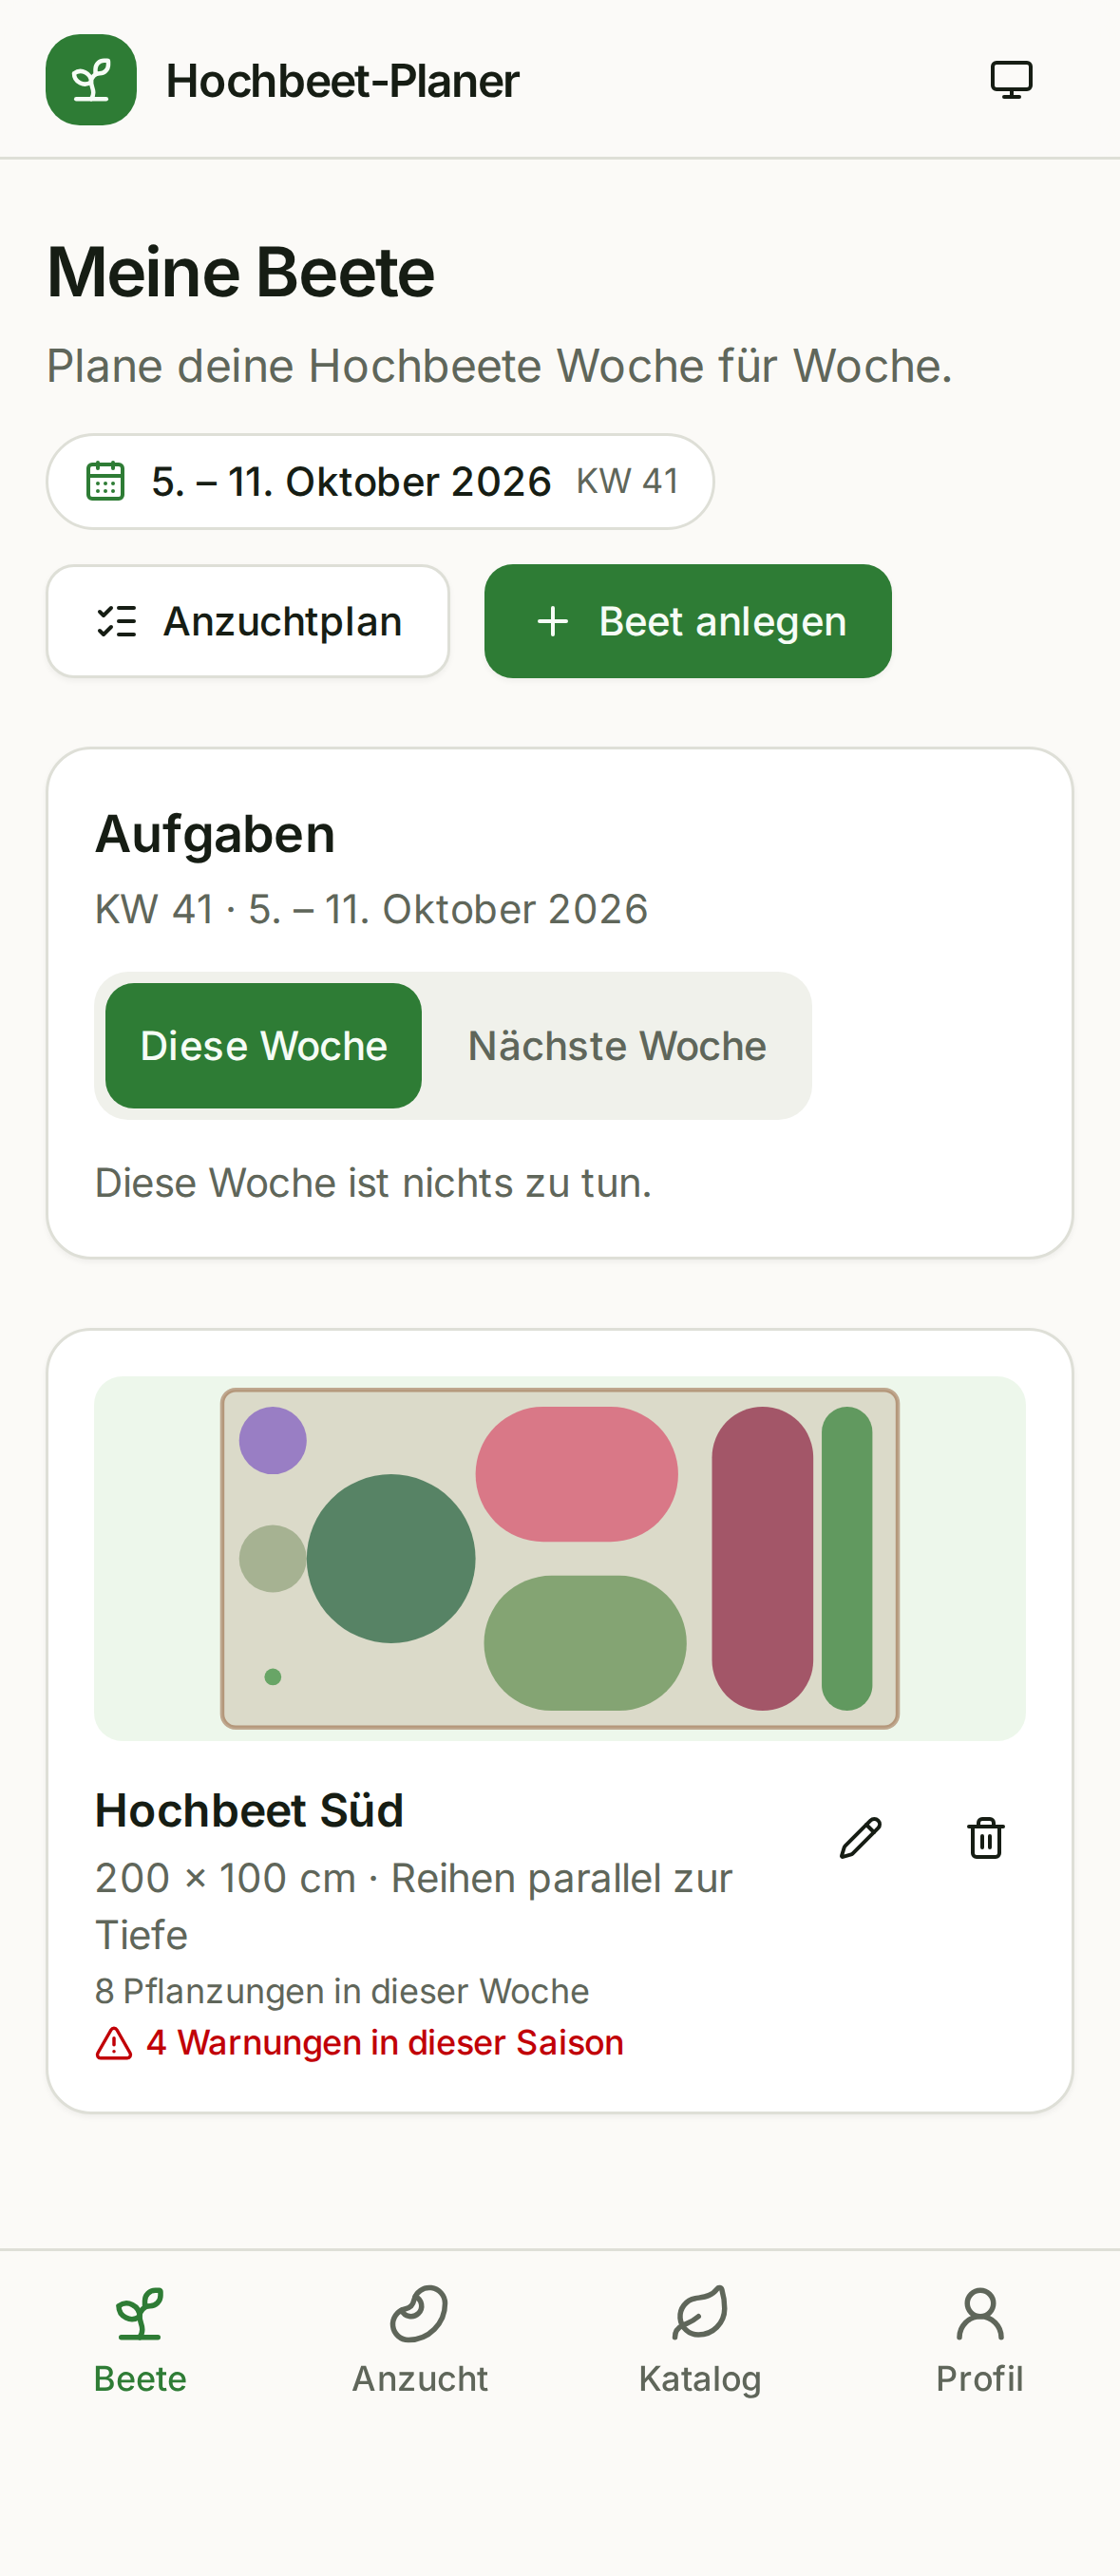 Hochbeet-Planer
Meine Beete
Plane deine Hochbeete Woche für Woche.
5. – 11. Oktober 2026 KW 41
Anzuchtplan
Beet anlegen
Aufgaben
KW 41 · 5. – 11. Oktober 2026
Diese Woche
Nächste Woche
Diese Woche ist nichts zu tun.
Hochbeet Süd
200 × 100 cm · Reihen parallel zur
Tiefe
8 Pflanzungen in dieser Woche
4 Warnungen in dieser Saison
Beete
Anzucht
Katalog
Profil